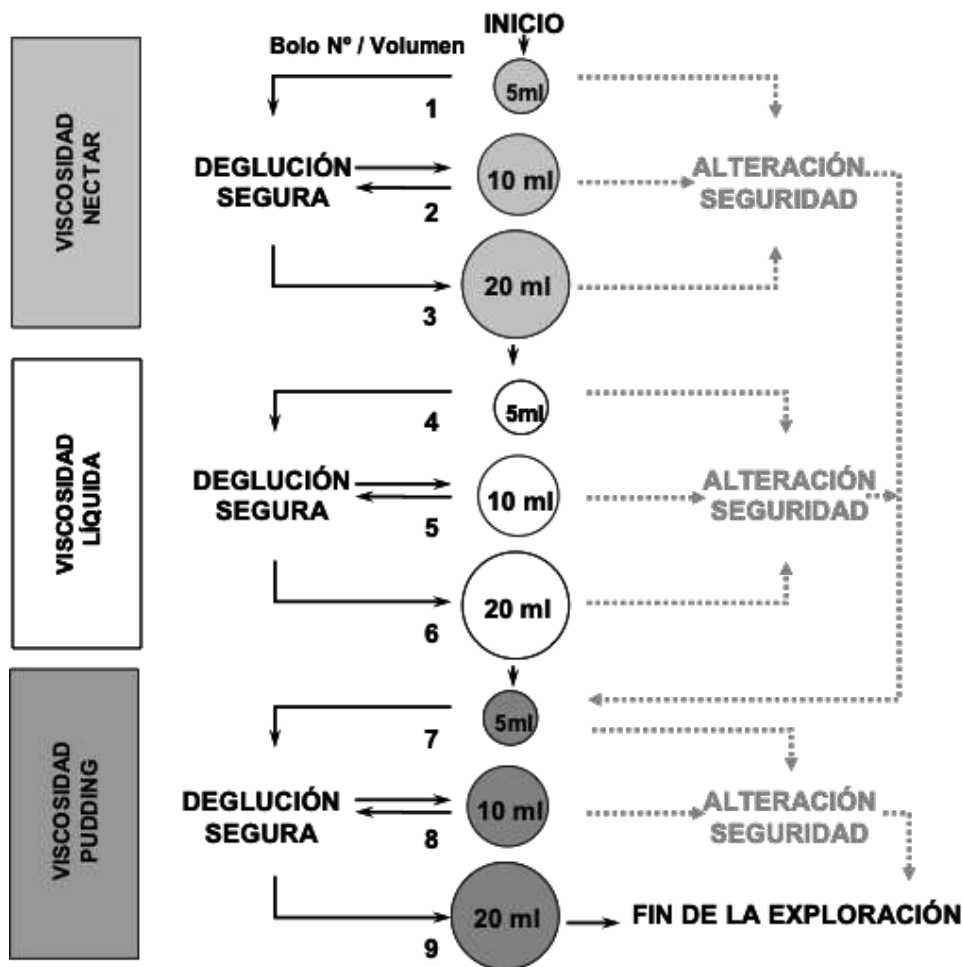 INICIO
Bolo Nº / Volumen
VISCOSIDAD
NECTAR
5ml
1
DEGLUCIÓN
SEGURA
10 ml
2
ALTERACIÓN
SEGURIDAD
20 ml
3
VISCOSIDAD
LÍQUIDA
5ml
4
DEGLUCIÓN
SEGURA
10 ml
5
ALTERACIÓN
SEGURIDAD
20 ml
6
VISCOSIDAD
PUDDING
5ml
7
DEGLUCIÓN
SEGURA
10 ml
8
ALTERACIÓN
SEGURIDAD
20 ml
9
FIN DE LA EXPLORACIÓN